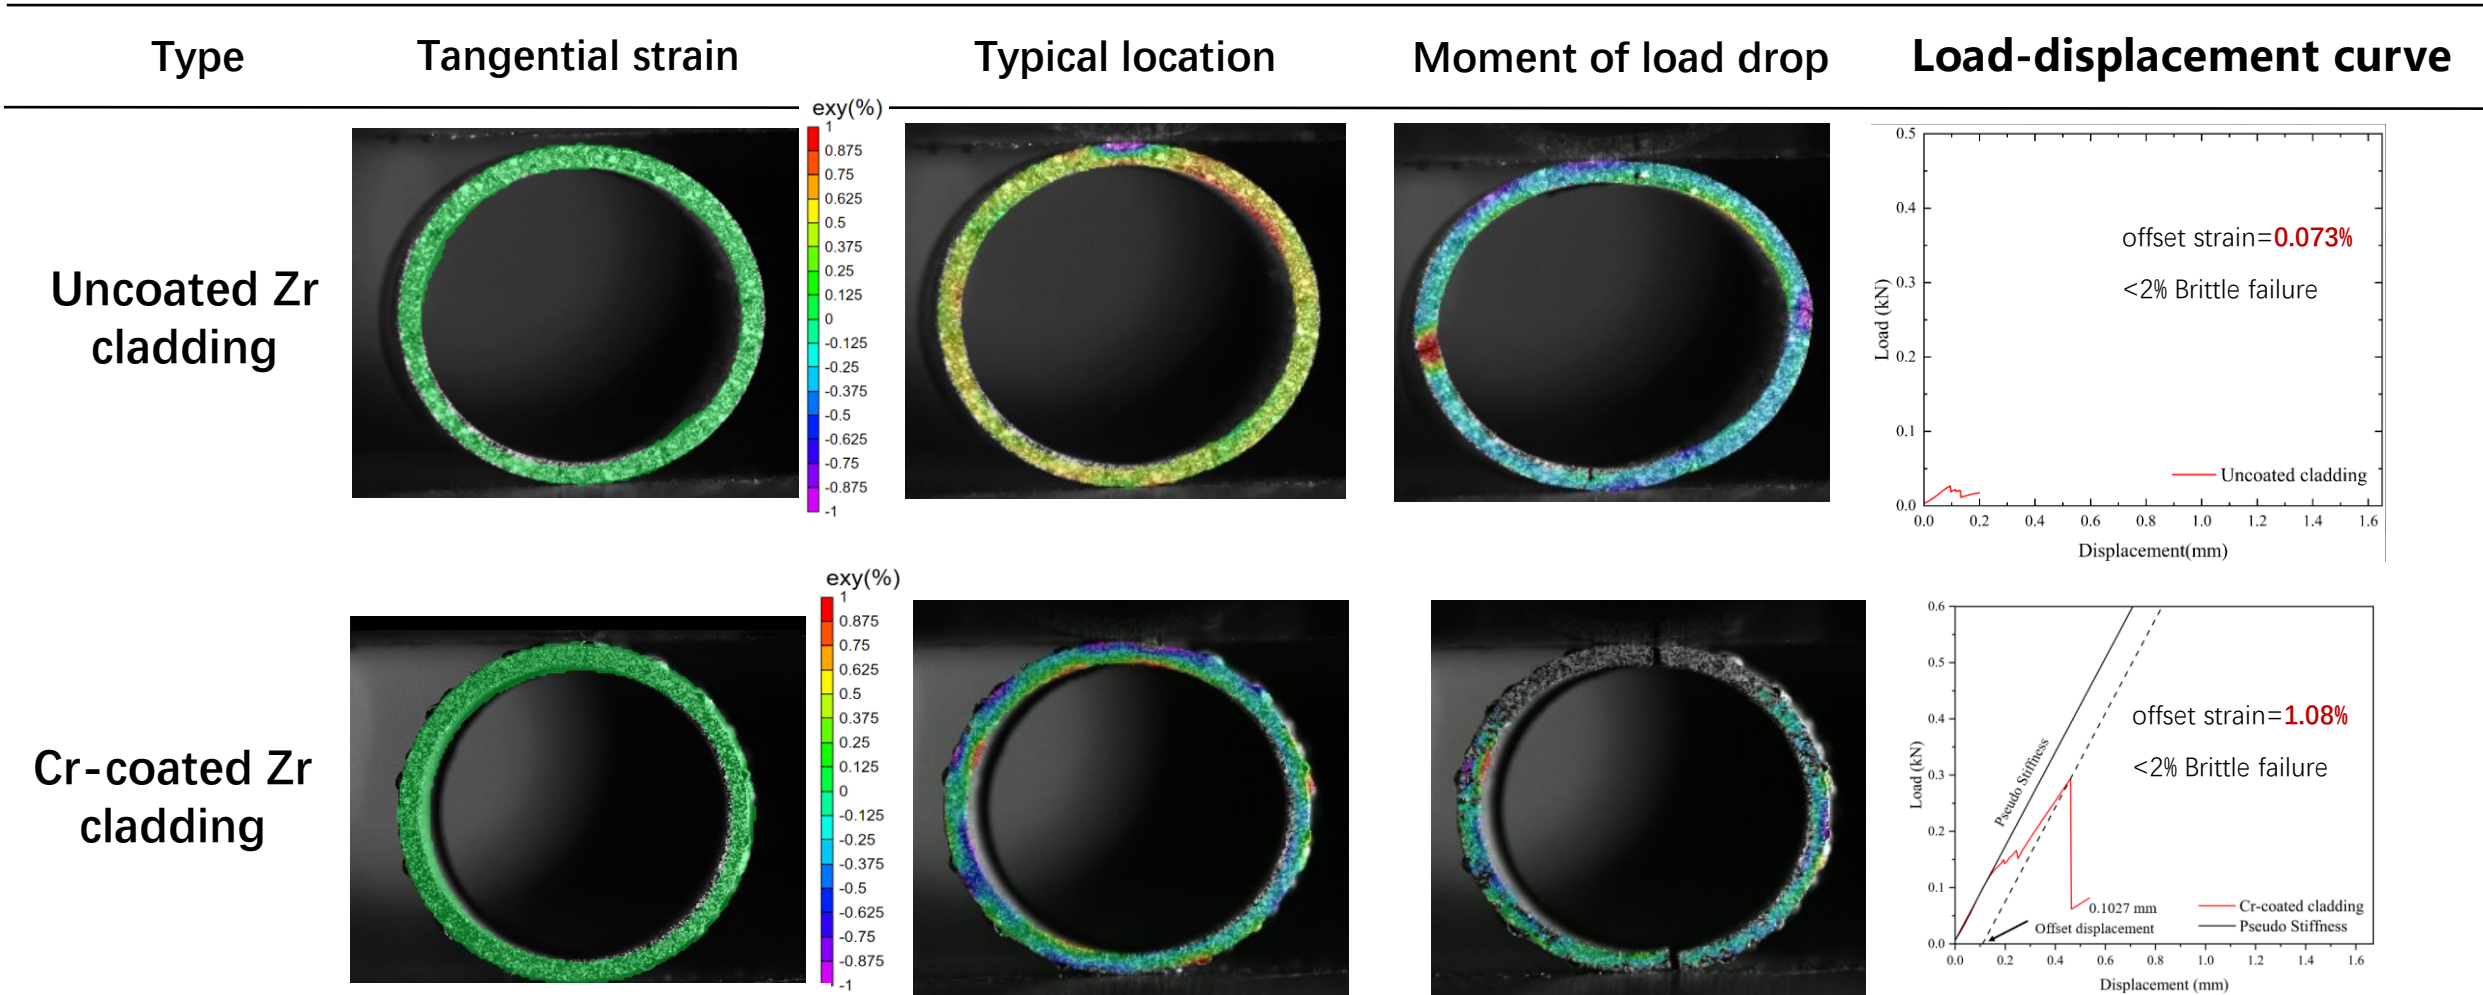 Type
Tangential strain
Typical location
Moment of load drop
Load-displacement curve
Uncoated Zr
cladding
exy(%)
1
0.875
0.75
0.625
0.5
0.375
0.25
0.125
0
-0.125
-0.25
-0.375
-0.5
-0.625
-0.75
-0.875
-1
0.5
0.4
0.3
0.2
0.1
0.0
Load (kN)
offset strain=0.073%
<2% Brittle failure
Uncoated cladding
0.0 0.2 0.4 0.6 0.8 1.0 1.2 1.4 1.6
Displacement(mm)
Cr-coated Zr
cladding
exy(%)
1
0.875
0.75
0.625
0.5
0.375
0.25
0.125
0
-0.125
-0.25
-0.375
-0.5
-0.625
-0.75
-0.875
-1
0.6
0.5
0.4
0.3
0.2
0.1
0.0
Load (kN)
Pseudo Stiffness
offset strain=1.08%
<2% Brittle failure
0.1027 mm
Offset displacement
Cr-coated cladding
Pseudo Stiffness
0.0 0.2 0.4 0.6 0.8 1.0 1.2 1.4 1.6
Displacement (mm)